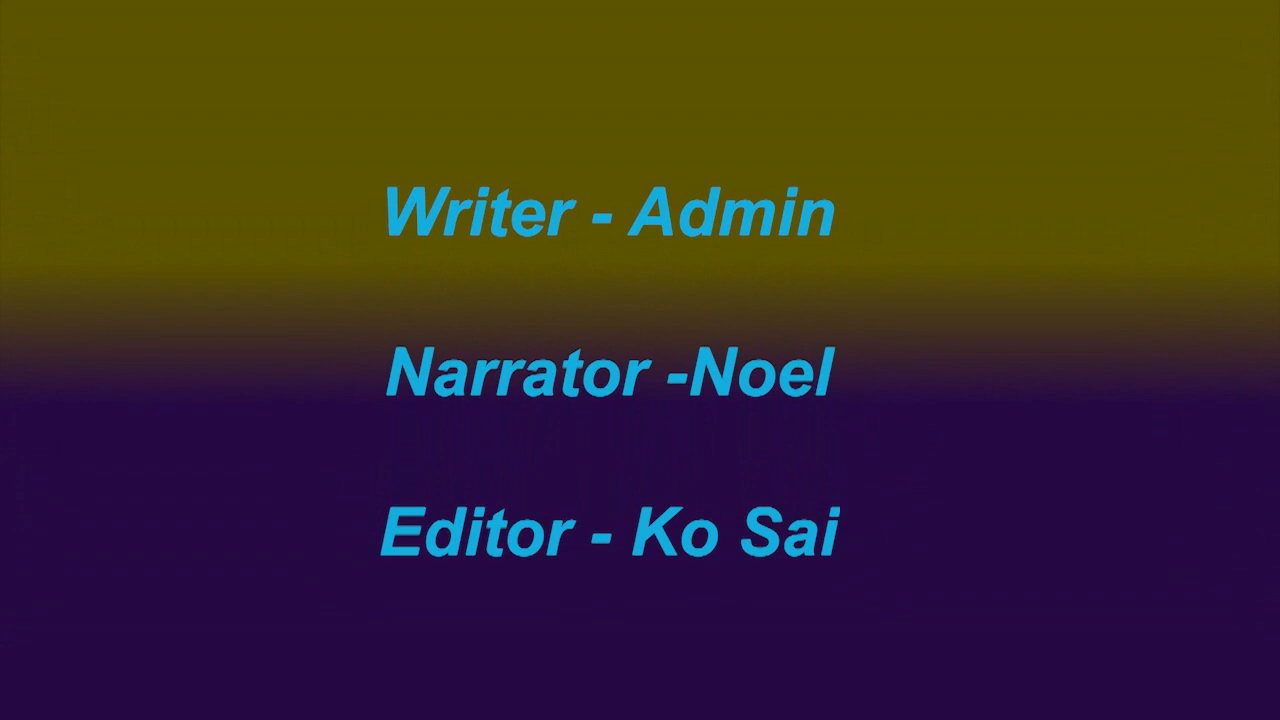 Writer - Admin
Narrator -Noel
Editor - Ko Sai